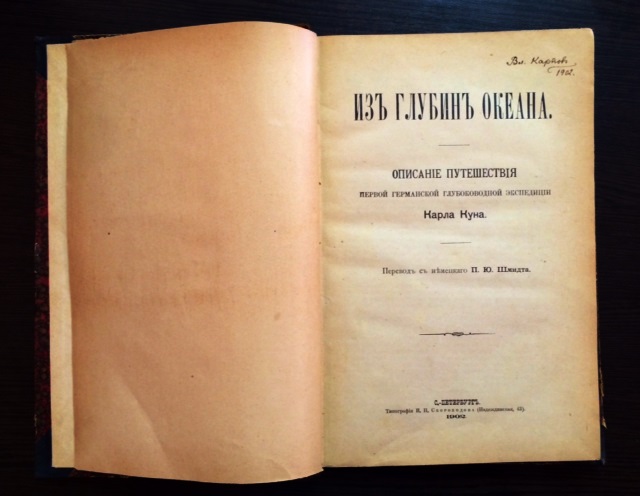 Вл. Карпов
1902.
ИЗЪ ГЛУБИНЪ ОКЕАНА.
ОПИСАНІЕ ПУТЕШЕСТВІЯ
ПЕРВОЙ ГЕРМАНСКОЙ ГЛУБОКОВОДНОЙ ЭКСПЕДИЦІИ
Карла Куна.
Переводъ съ нѣмецкаго П. Ю. Шмидта.
С.-ПЕТЕРБУРГЪ.
Типографія И. Н. Скороходова (Надеждинская, 43).
1902